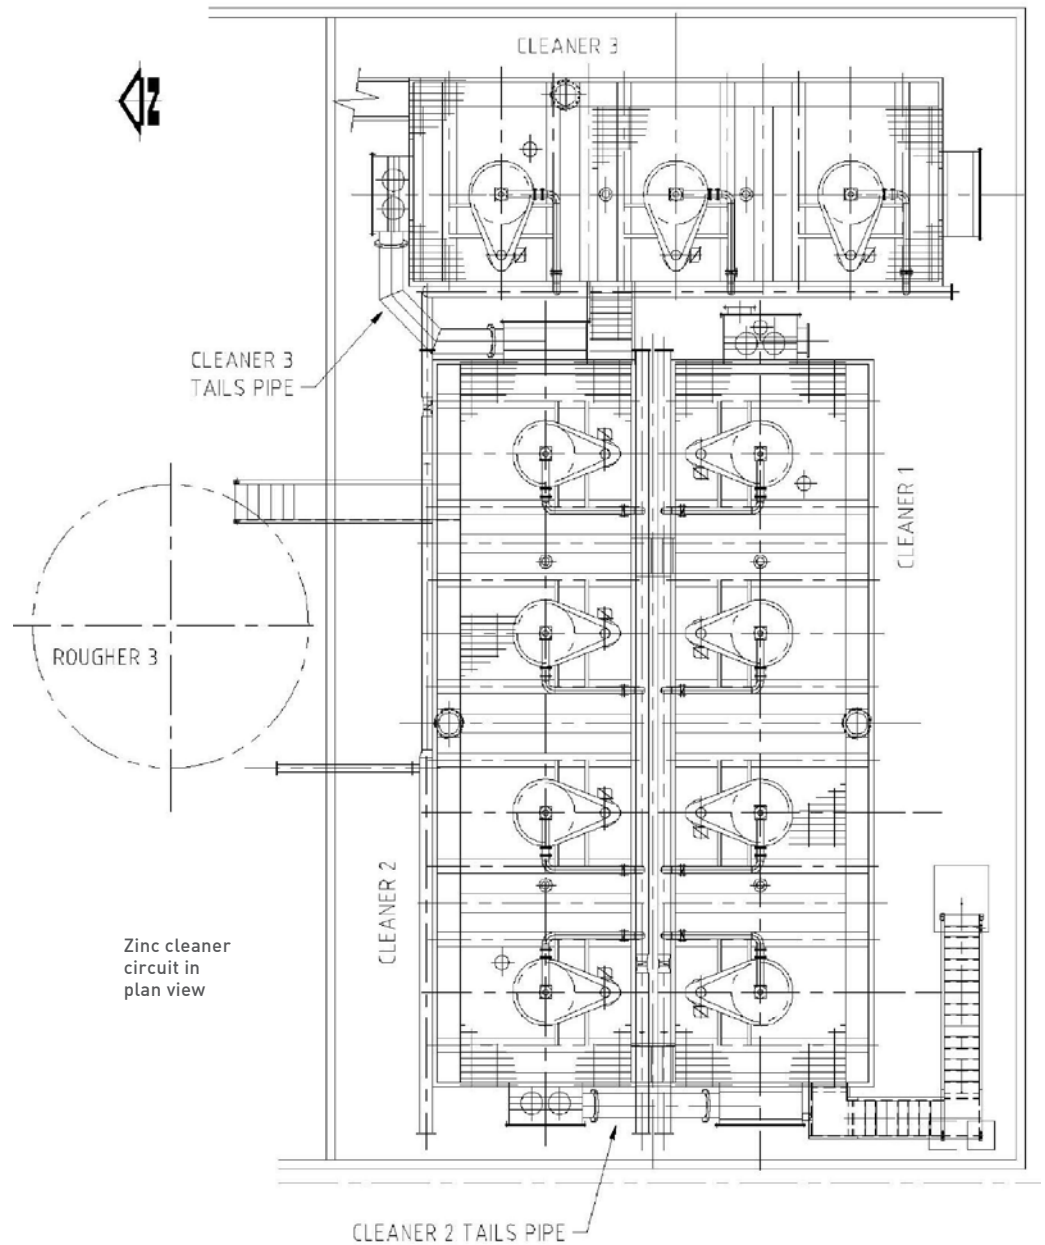 CLEANER 3
N
CLEANER 3
TAILS PIPE
CLEANER 1
ROUGHER 3
CLEANER 2
Zinc cleaner
circuit in
plan view
CLEANER 2 TAILS PIPE